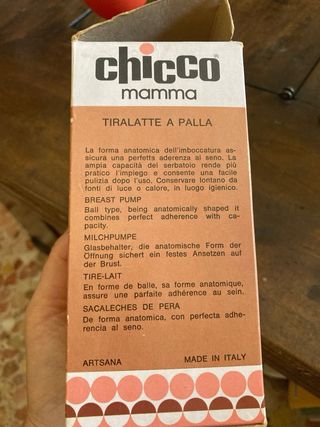 chicco
mamma
TIRALATTE A PALLA
La forma anatomica dell'imboccatura as-
sicura una perfetta aderenza al seno. La
ampia capacità del serbatoio rende più
pratico l'impiego e consente una facile
pulizia dopo l'uso. Conservare lontano da
fonti di luce o calore, in luogo igienico.
BREAST PUMP
Ball type, being anatomically shaped it
combines perfect adherence with ca-
pacity.
MILCHPUMPE
Glasbehalter, die anatomische Form der
Öffnung sichert ein festes Ansetzen auf
der Brust.
TIRE-LAIT
En forme de balle, sa forme anatomique,
assure une parfaite adhérence au sein.
SACALECHES DE PERA
De forma anatomica, con perfecta adhe-
rencia al seno.
ARTSANA MADE IN ITALY